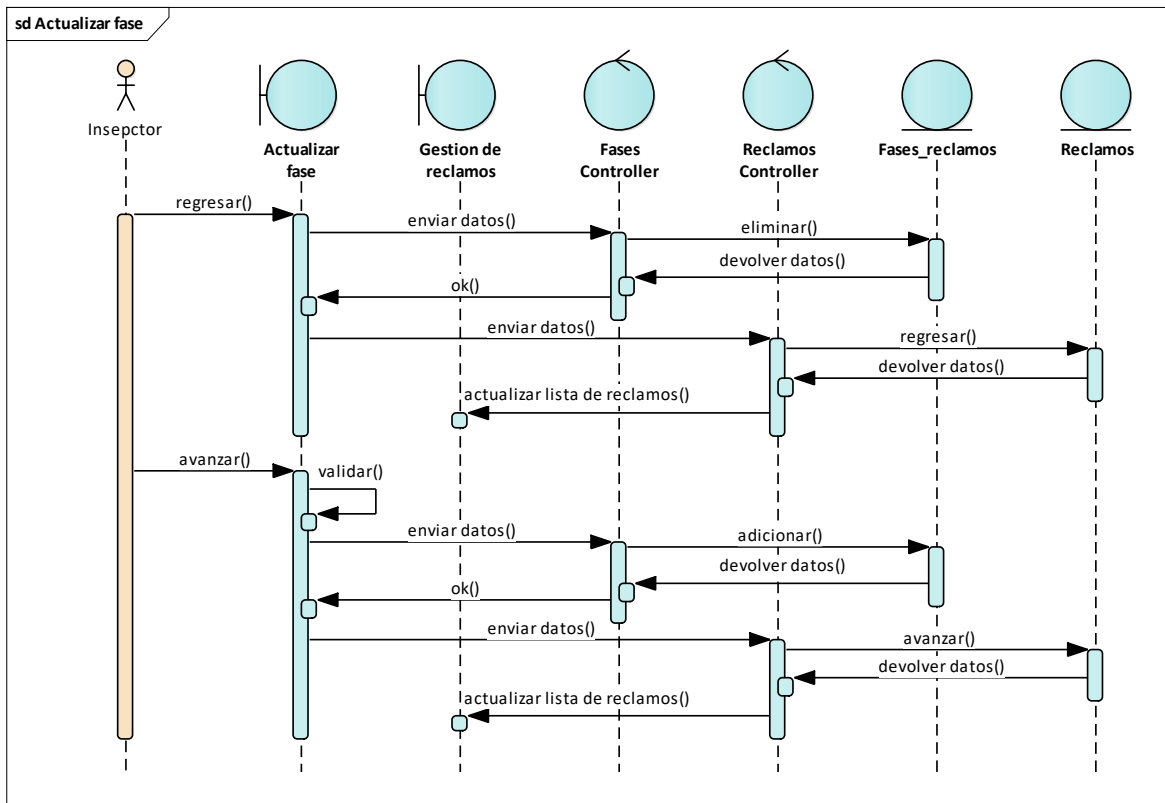 sd Actualizar fase
Insepctor
Actualizar
fase
Gestion de
reclamos
Fases
Controller
Reclamos
Controller
Fases_reclamos
Reclamos
regresar()
enviar datos()
eliminar()
devolver datos()
ok()
enviar datos()
regresar()
devolver datos()
actualizar lista de reclamos()
avanzar()
validar()
enviar datos()
adicionar()
devolver datos()
ok()
enviar datos()
avanzar()
devolver datos()
actualizar lista de reclamos()